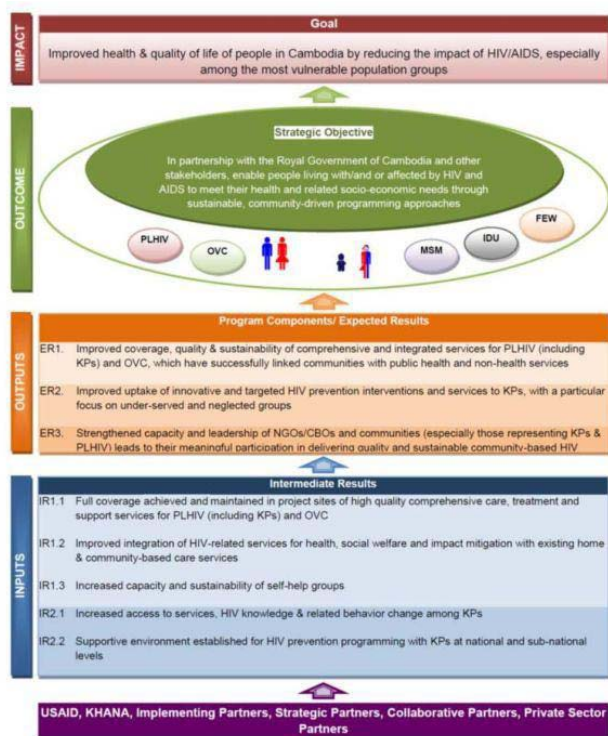 IMPACT
Goal
Improved health & quality of life of people in Cambodia by reducing the impact of HIV/AIDS, especially
among the most vulnerable population groups
OUTCOME
Strategic Objective
In partnership with the Royal Government of Cambodia and other
stakeholders, enable people living with/and or affected by HIV and
AIDS to meet their health and related socio-economic needs through
sustainable, community-driven programming approaches
PLHIV
OVC
MSM
IDU
FEW
OUTPUTS
Program Components/ Expected Results
ER1. Improved coverage, quality & sustainability of comprehensive and integrated services for PLHIV (including
KPs) and OVC, which have successfully linked communities with public health and non-health services
ER2. Improved uptake of innovative and targeted HIV prevention interventions and services to KPs, with a particular
focus on under-served and neglected groups
ER3. Strengthened capacity and leadership of NGOs/CBOs and communities (especially those representing KPs &
PLHIV) leads to their meaningful participation in delivering quality and sustainable community-based HIV
INPUTS
Intermediate Results
IR1.1 Full coverage achieved and maintained in project sites of high quality comprehensive care, treatment and
support services for PLHIV (including KPs) and OVC
IR1.2 Improved integration of HIV-related services for health, social welfare and impact mitigation with existing home
& community-based care services
IR1.3 Increased capacity and sustainability of self-help groups
IR2.1 Increased access to services, HIV knowledge & related behavior change among KPs
IR2.2 Supportive environment established for HIV prevention programming with KPs at national and sub-national
levels
USAID, KHANA, Implementing Partners, Strategic Partners, Collaborative Partners, Private Sector
Partners